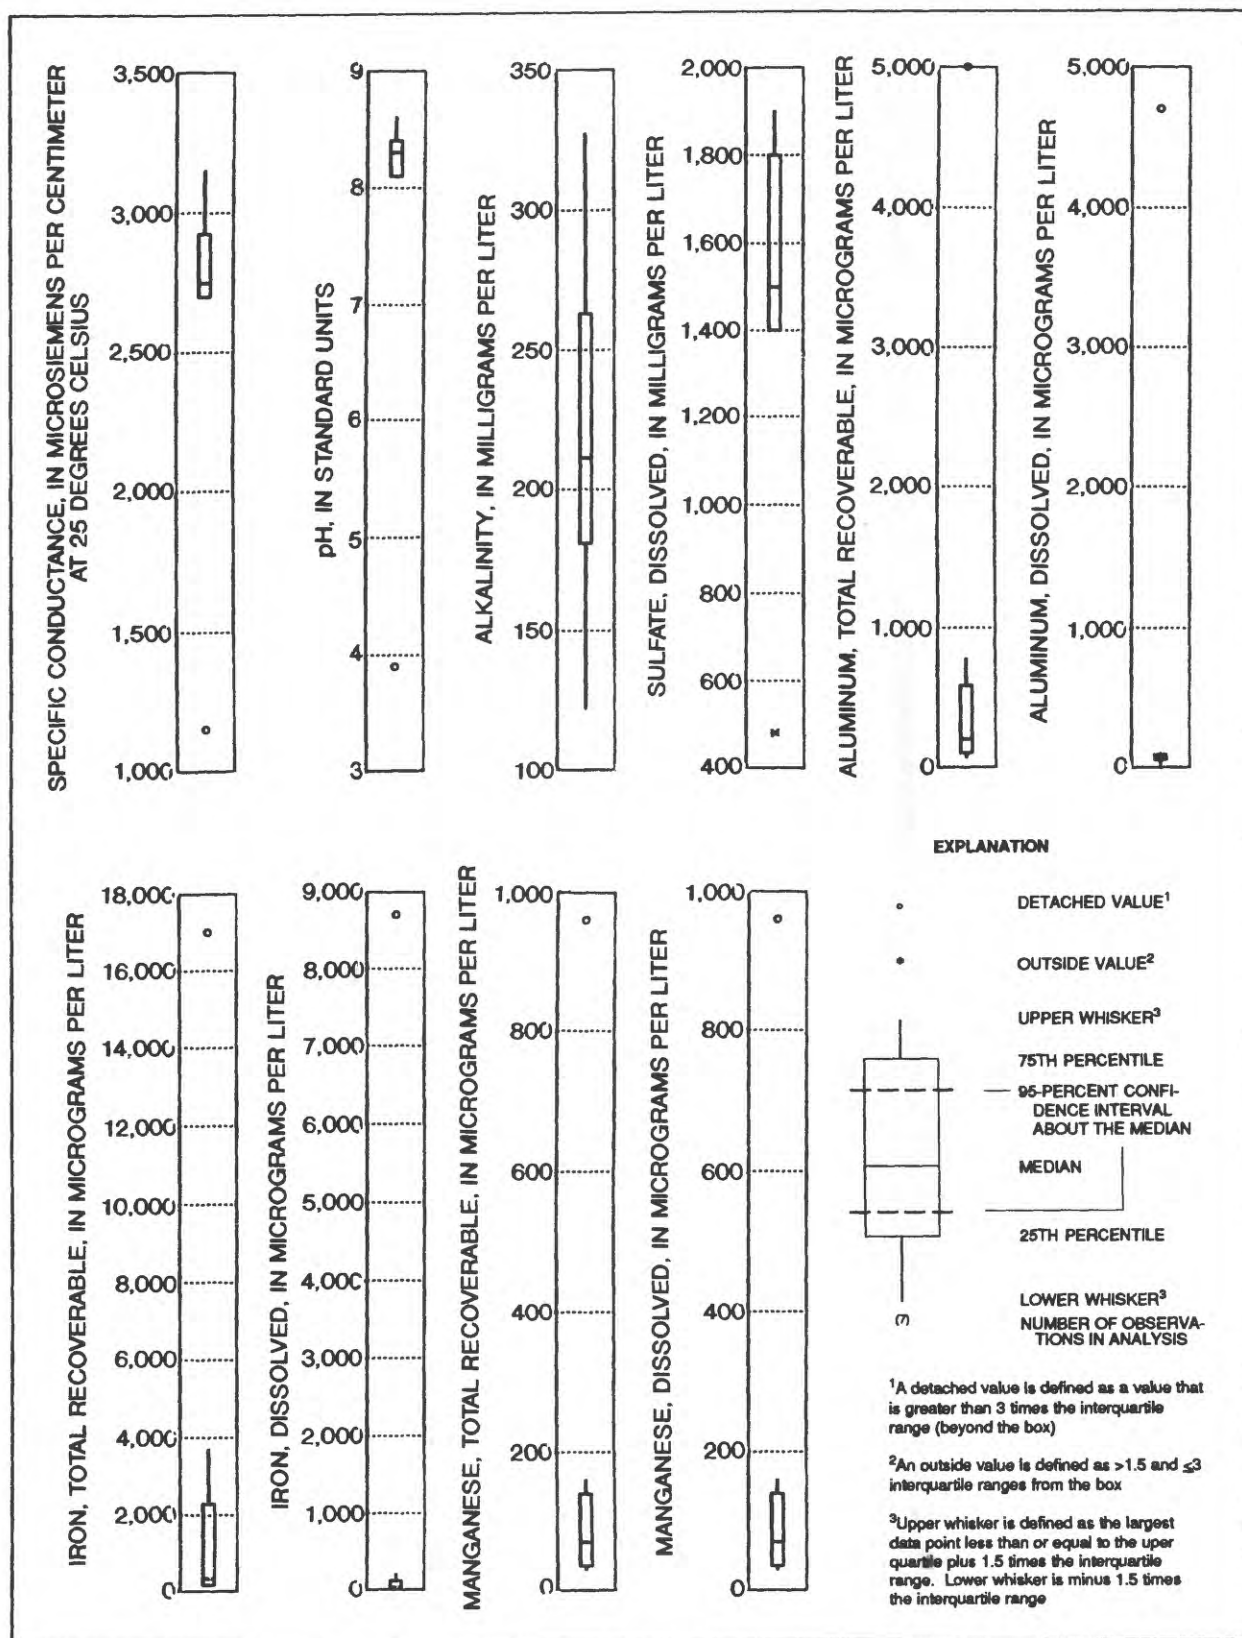 SPECIFIC CONDUCTANCE, IN MICROSIEMENS PER CENTIMETER
AT 25 DEGREES CELSIUS
3,500
3,000
2,500
2,000
1,500
1,000
pH, IN STANDARD UNITS
9
8
7
6
5
4
3
ALKALINITY, IN MILLIGRAMS PER LITER
350
300
250
200
150
100
SULFATE, DISSOLVED, IN MILLIGRAMS PER LITER
2,000
1,800
1,600
1,400
1,200
1,000
800
600
400
ALUMINUM, TOTAL RECOVERABLE, IN MICROGRAMS PER LITER
5,000
4,000
3,000
2,000
1,000
0
ALUMINUM, DISSOLVED, IN MICROGRAMS PER LITER
5,000
4,000
3,000
2,000
1,000
0
IRON, TOTAL RECOVERABLE, IN MICROGRAMS PER LITER
18,000
16,000
14,000
12,000
10,000
8,000
6,000
4,000
2,000
0
IRON, DISSOLVED, IN MICROGRAMS PER LITER
9,000
8,000
7,000
6,000
5,000
4,000
3,000
2,000
1,000
0
MANGANESE, TOTAL RECOVERABLE, IN MICROGRAMS PER LITER
1,000
800
600
400
200
0
MANGANESE, DISSOLVED, IN MICROGRAMS PER LITER
1,000
800
600
400
200
0
EXPLANATION
DETACHED VALUE1
OUTSIDE VALUE2
UPPER WHISKER3
75TH PERCENTILE
95-PERCENT CONFI-
DENCE INTERVAL
ABOUT THE MEDIAN
MEDIAN
25TH PERCENTILE
LOWER WHISKER3
(3)
NUMBER OF OBSERVA-
TIONS IN ANALYSIS
1A detached value is defined as a value that
is greater than 3 times the interquartile
range (beyond the box)
2An outside value is defined as >1.5 and ≤3
interquartile ranges from the box
3Upper whisker is defined as the largest
data point less than or equal to the uper
quartile plus 1.5 times the interquartile
range. Lower whisker is minus 1.5 times
the interquartile range